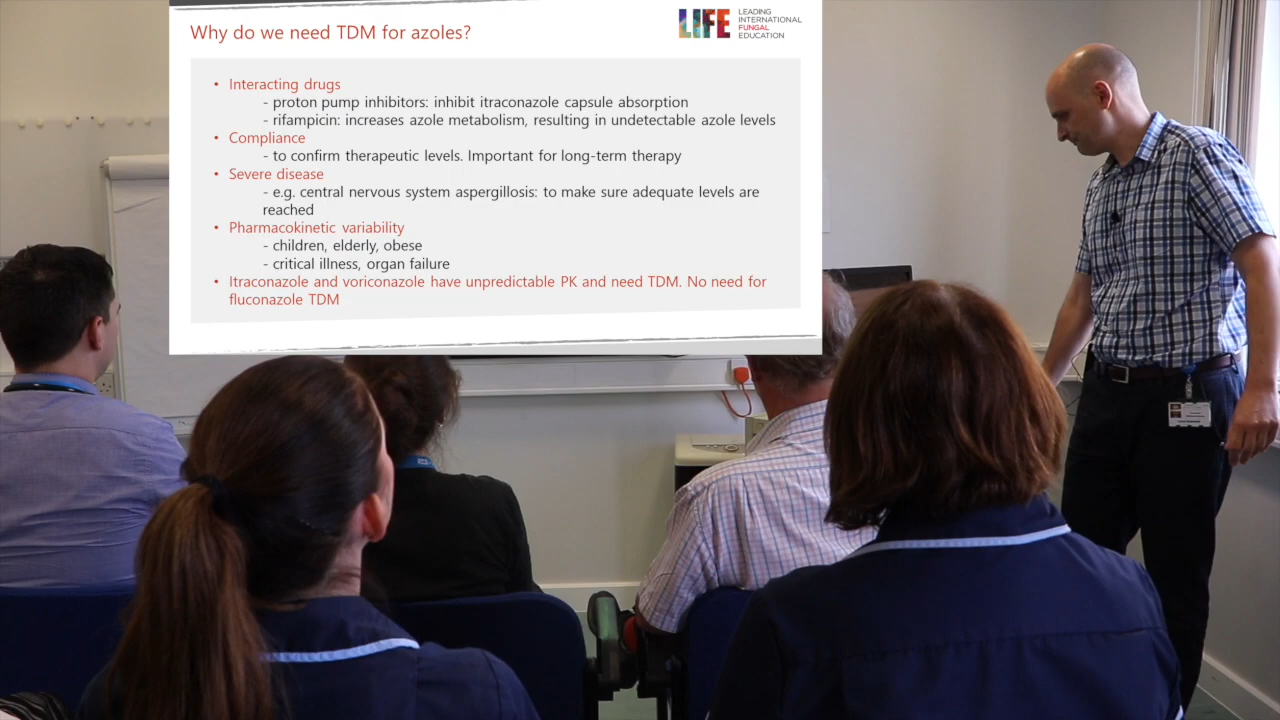 Why do we need TDM for azoles?
LIFE
LEADING
INTERNATIONAL
FUNGAL
EDUCATION
• Interacting drugs
- proton pump inhibitors: inhibit itraconazole capsule absorption
- rifampicin: increases azole metabolism, resulting in undetectable azole levels
• Compliance
- to confirm therapeutic levels. Important for long-term therapy
• Severe disease
- e.g. central nervous system aspergillosis: to make sure adequate levels are
reached
• Pharmacokinetic variability
- children, elderly, obese
- critical illness, organ failure
• Itraconazole and voriconazole have unpredictable PK and need TDM. No need for
fluconazole TDM